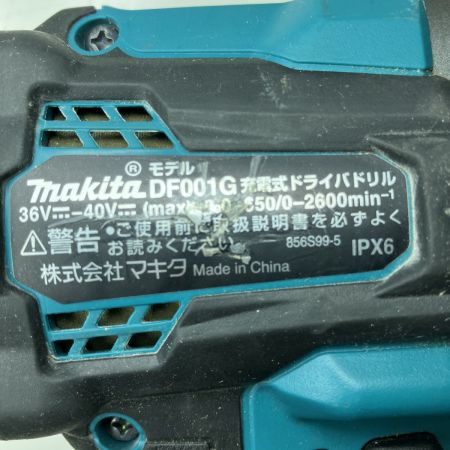 モデル
makita® DF001G 充電式ドライバドリル
36V⎓-40V⎓(max) 650/0-2600min⁻¹
⚠警告・ご使用前に取扱説明書を必ずよく
お読みください。 856S99-5 IPX6
株式会社マキタ Made in China